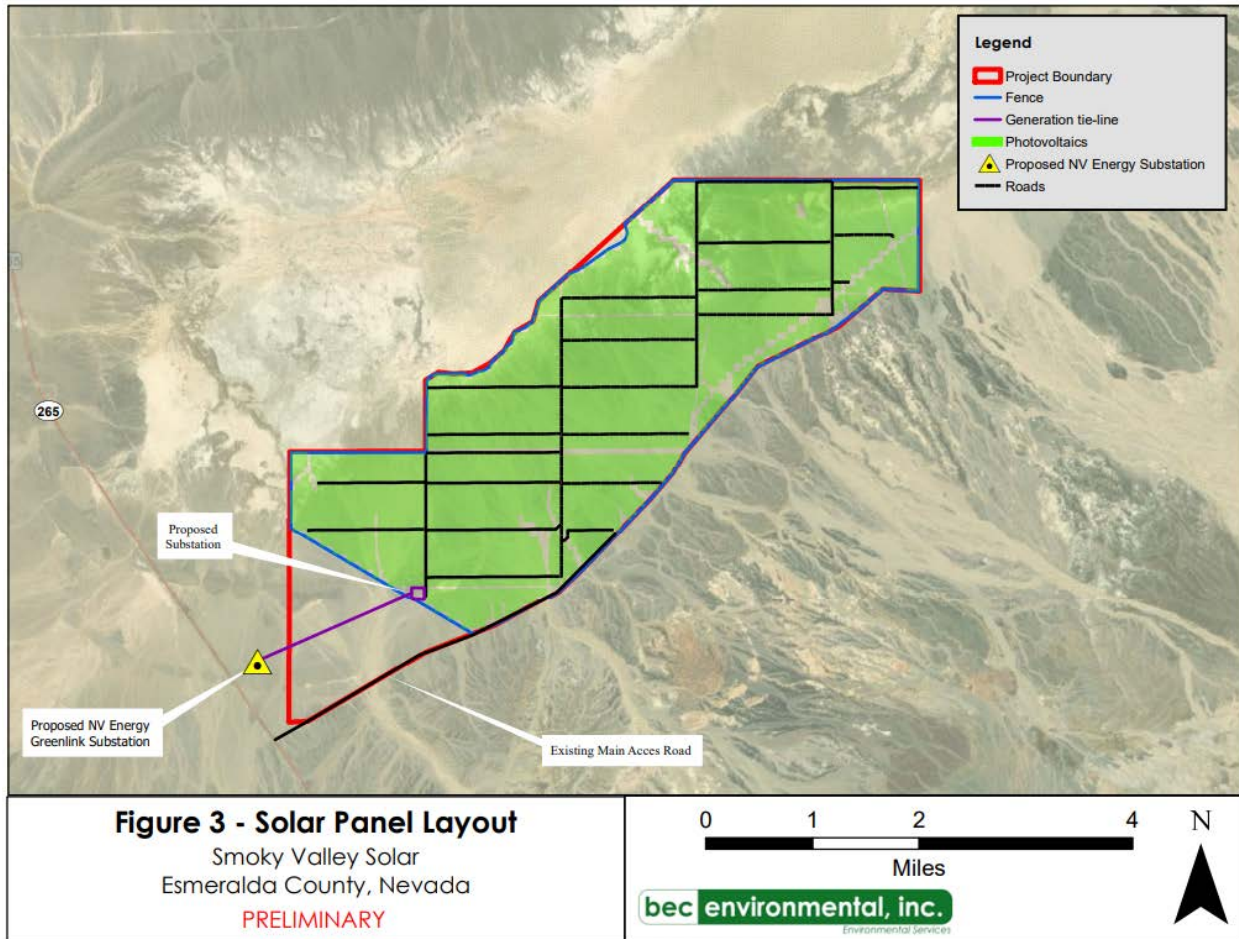 Legend
Project Boundary
Fence
Generation tie-line
Photovoltaics
Proposed NV Energy Substation
Roads
265
Proposed
Substation
Proposed NV Energy
Greenlink Substation
Existing Main Acces Road
Figure 3 - Solar Panel Layout
Smoky Valley Solar
Esmeralda County, Nevada
PRELIMINARY
0 1 2 4
Miles
N
bec environmental, inc.
Environmental Services